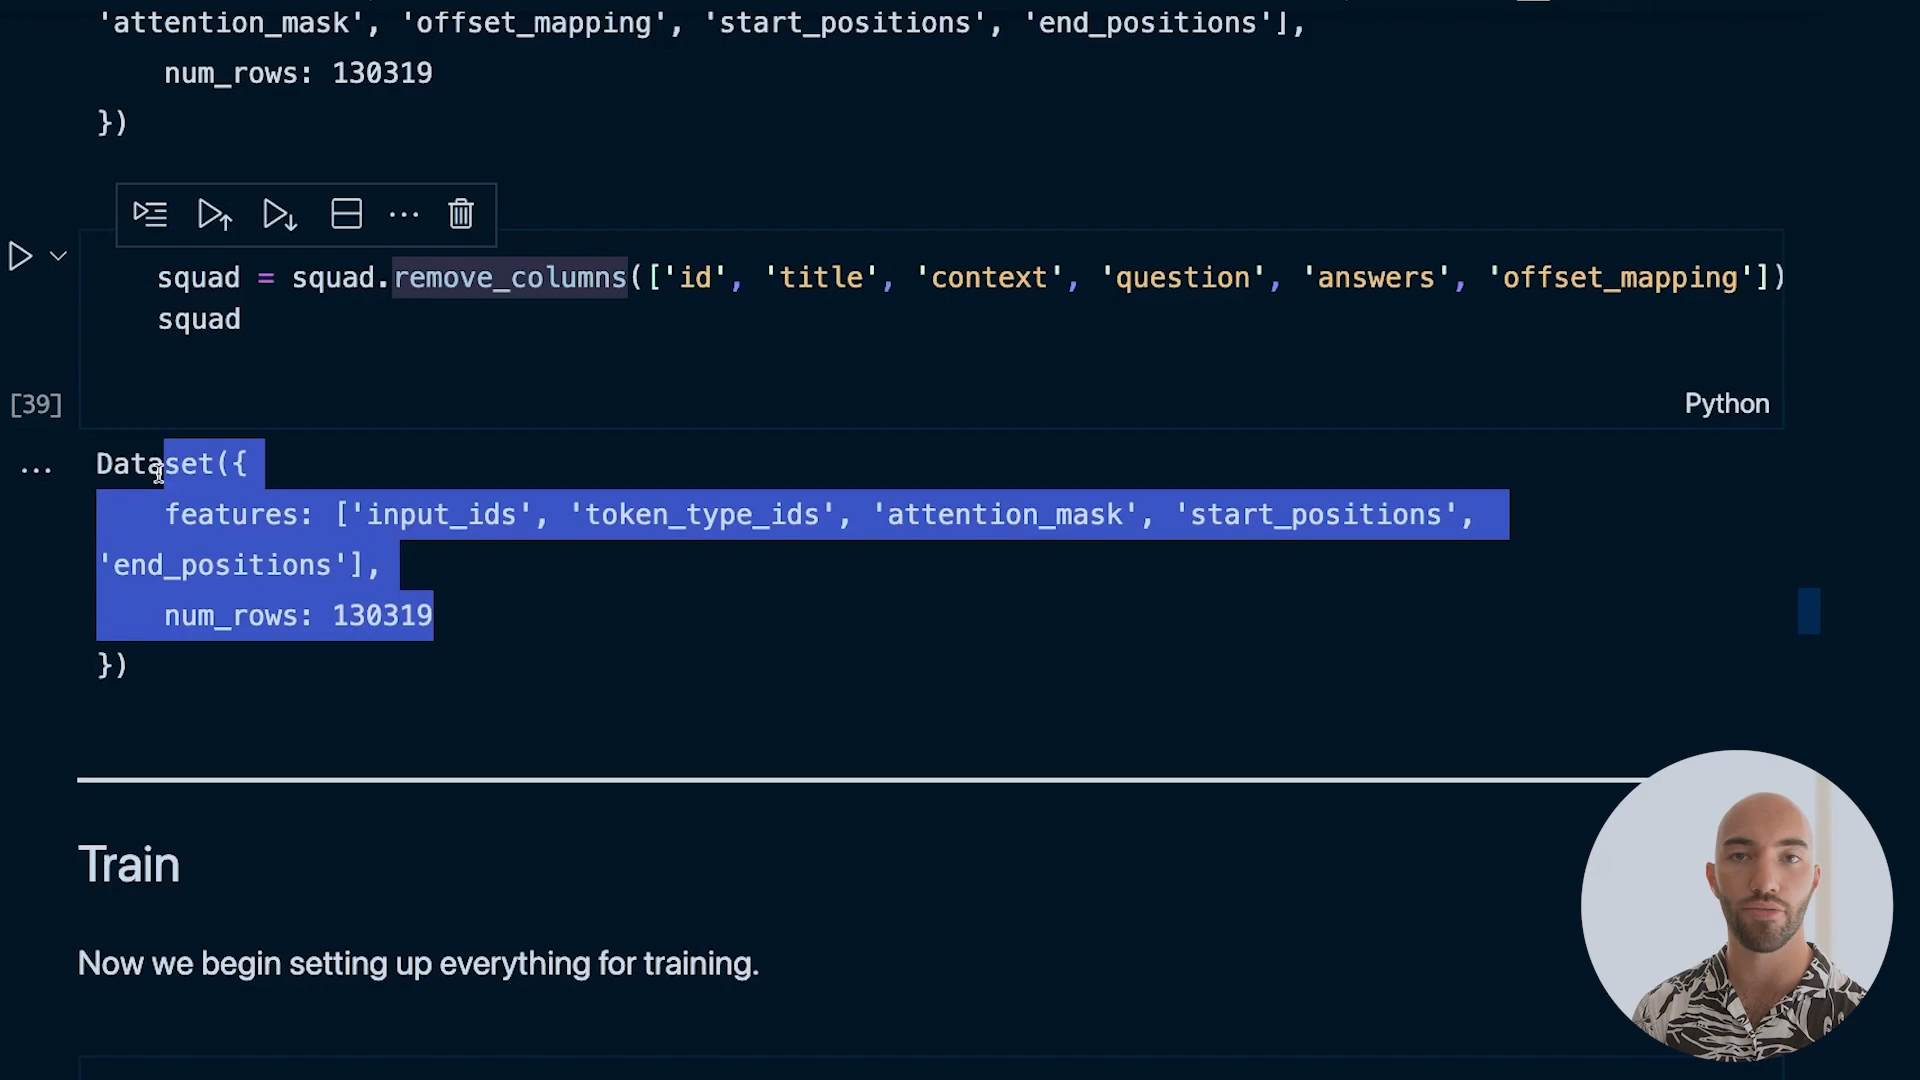 'attention_mask', 'offset_mapping', 'start_positions', 'end_positions'],
    num_rows: 130319
})
squad = squad.remove_columns(['id', 'title', 'context', 'question', 'answers', 'offset_mapping'])
squad
[39]
Python
...
Dataset({
    features: ['input_ids', 'token_type_ids', 'attention_mask', 'start_positions',
'end_positions'],
    num_rows: 130319
})
Train
Now we begin setting up everything for training.